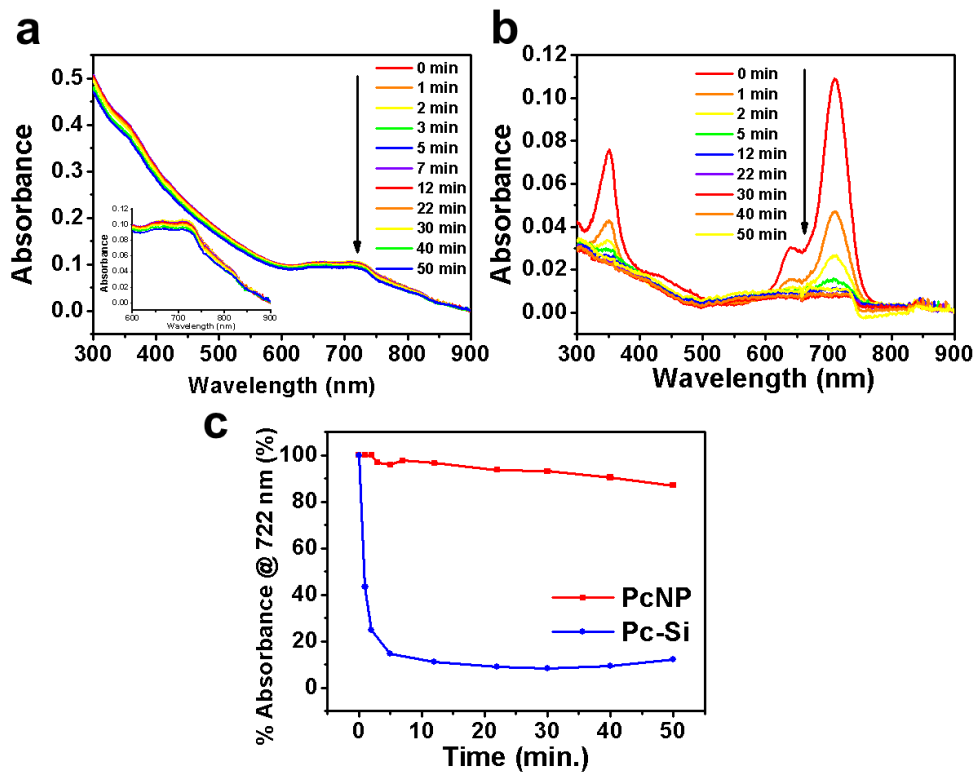 a
0.5
0.4
0.3
0.2
0.1
0.0
Absorbance
300 400 500 600 700 800 900
Wavelength (nm)
0 min
1 min
2 min
3 min
5 min
7 min
12 min
22 min
30 min
40 min
50 min
0.12
0.10
0.08
0.06
0.04
0.02
0.00
Absorbance
600 700 800 900
Wavelength (nm)
b
0.12
0.10
0.08
0.06
0.04
0.02
0.00
Absorbance
300 400 500 600 700 800 900
Wavelength (nm)
0 min
1 min
2 min
5 min
12 min
22 min
30 min
40 min
50 min
c
100
80
60
40
20
0
% Absorbance @ 722 nm (%)
0 10 20 30 40 50
Time (min.)
PcNP
Pc-Si